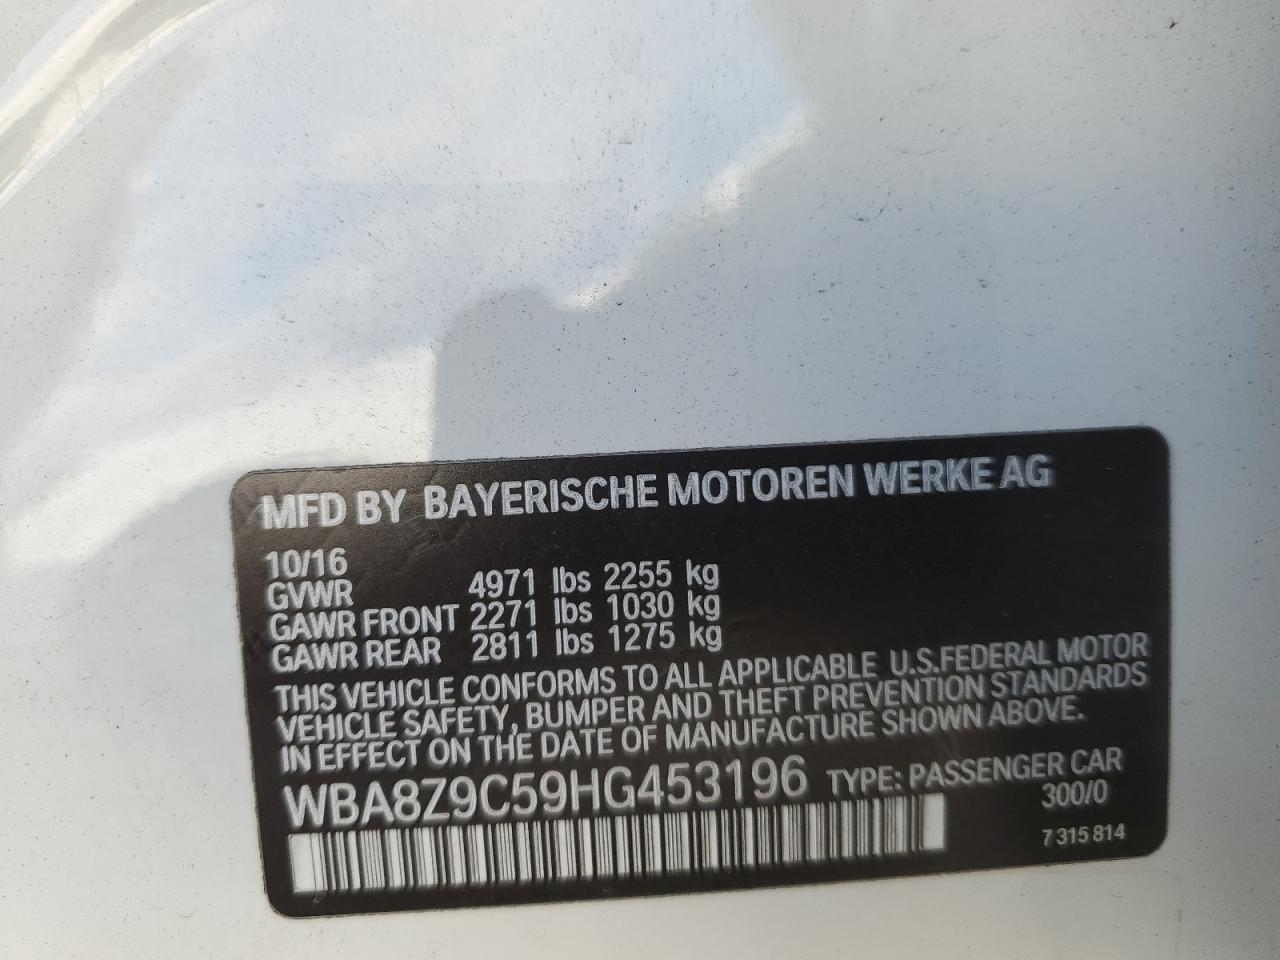 MFD BY BAYERISCHE MOTOREN WERKE AG
10/16
GVWR 4971 lbs 2255 kg
GAWR FRONT 2271 lbs 1030 kg
GAWR REAR 2811 lbs 1275 kg
THIS VEHICLE CONFORMS TO ALL APPLICABLE U.S.FEDERAL MOTOR
VEHICLE SAFETY, BUMPER AND THEFT PREVENTION STANDARDS
IN EFFECT ON THE DATE OF MANUFACTURE SHOWN ABOVE.
WBA8Z9C59HG453196 TYPE: PASSENGER CAR
300/0
7 315 814